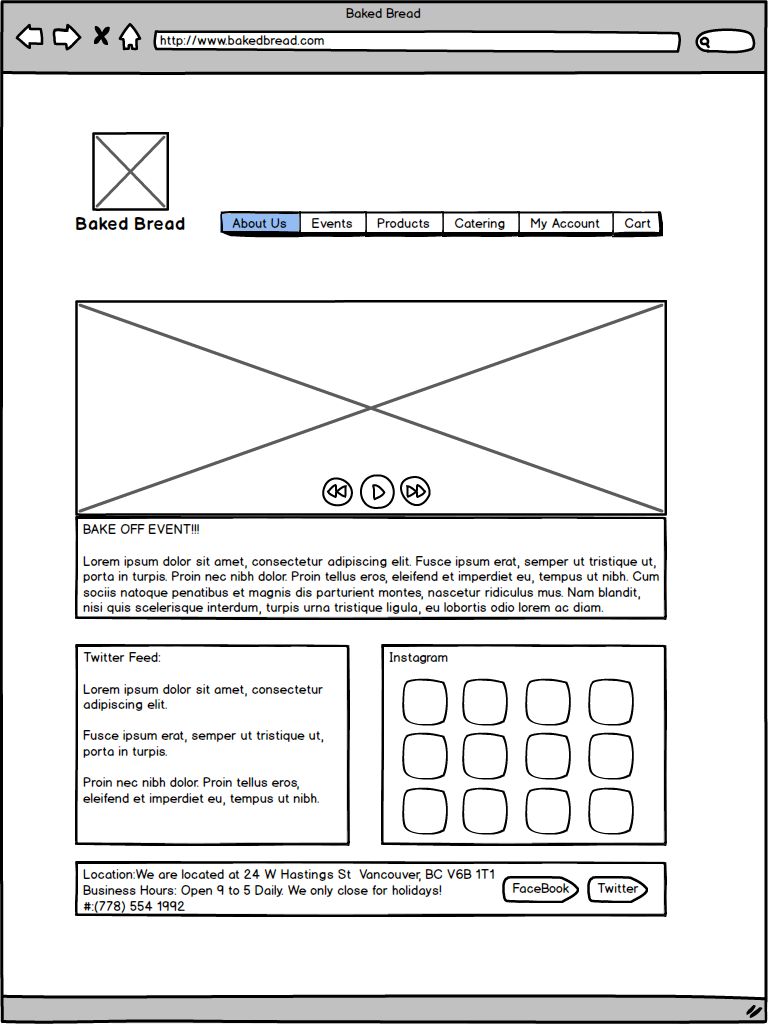 Baked Bread
http://www.bakedbread.com
Baked Bread
About Us Events Products Catering My Account Cart
BAKE OFF EVENT!!!
Lorem ipsum dolor sit amet, consectetur adipiscing elit. Fusce ipsum erat, semper ut tristique ut,
porta in turpis. Proin nec nibh dolor. Proin tellus eros, eleifend et imperdiet eu, tempus ut nibh. Cum
sociis natoque penatibus et magnis dis parturient montes, nascetur ridiculus mus. Nam blandit,
nisi quis scelerisque interdum, turpis urna tristique ligula, eu lobortis odio lorem ac diam.
Twitter Feed:
Lorem ipsum dolor sit amet, consectetur
adipiscing elit.
Fusce ipsum erat, semper ut tristique ut,
porta in turpis.
Proin nec nibh dolor. Proin tellus eros,
eleifend et imperdiet eu, tempus ut nibh.
Instagram
Location:We are located at 24 W Hastings St  Vancouver, BC V6B 1T1
Business Hours: Open 9 to 5 Daily. We only close for holidays!
#:(778) 554 1992
FaceBook
Twitter